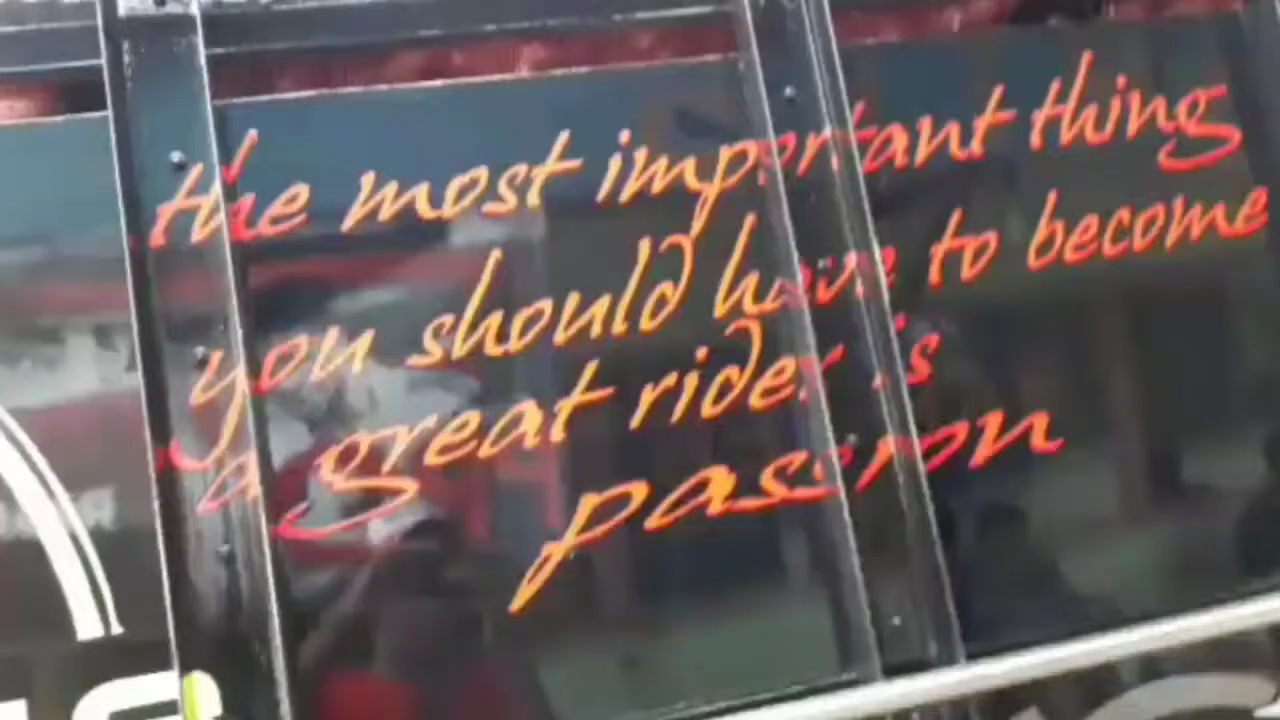 the most important thing
you should have to become
a great rider is
passion